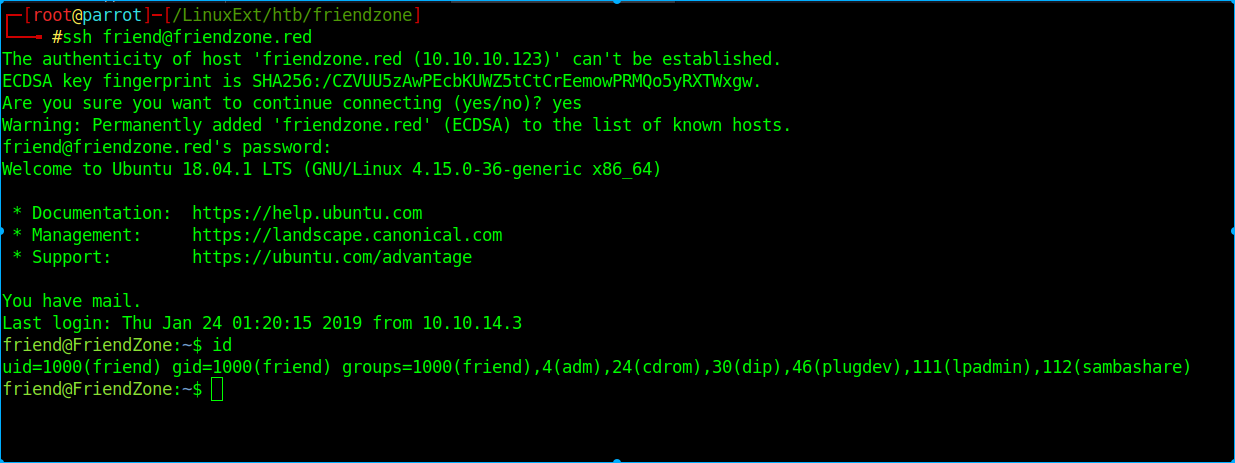 ┌─[root@parrot]─[/LinuxExt/htb/friendzone]
└──╼ #ssh friend@friendzone.red
The authenticity of host 'friendzone.red (10.10.10.123)' can't be established.
ECDSA key fingerprint is SHA256:/CZVUU5zAwPEcbKUWZ5tCtCrEemowPRMQo5yRXTWxgw.
Are you sure you want to continue connecting (yes/no)? yes
Warning: Permanently added 'friendzone.red' (ECDSA) to the list of known hosts.
friend@friendzone.red's password:
Welcome to Ubuntu 18.04.1 LTS (GNU/Linux 4.15.0-36-generic x86_64)
* Documentation:  https://help.ubuntu.com
* Management:     https://landscape.canonical.com
* Support:        https://ubuntu.com/advantage
You have mail.
Last login: Thu Jan 24 01:20:15 2019 from 10.10.14.3
friend@FriendZone:~$ id
uid=1000(friend) gid=1000(friend) groups=1000(friend),4(adm),24(cdrom),30(dip),46(plugdev),111(lpadmin),112(sambashare)
friend@FriendZone:~$